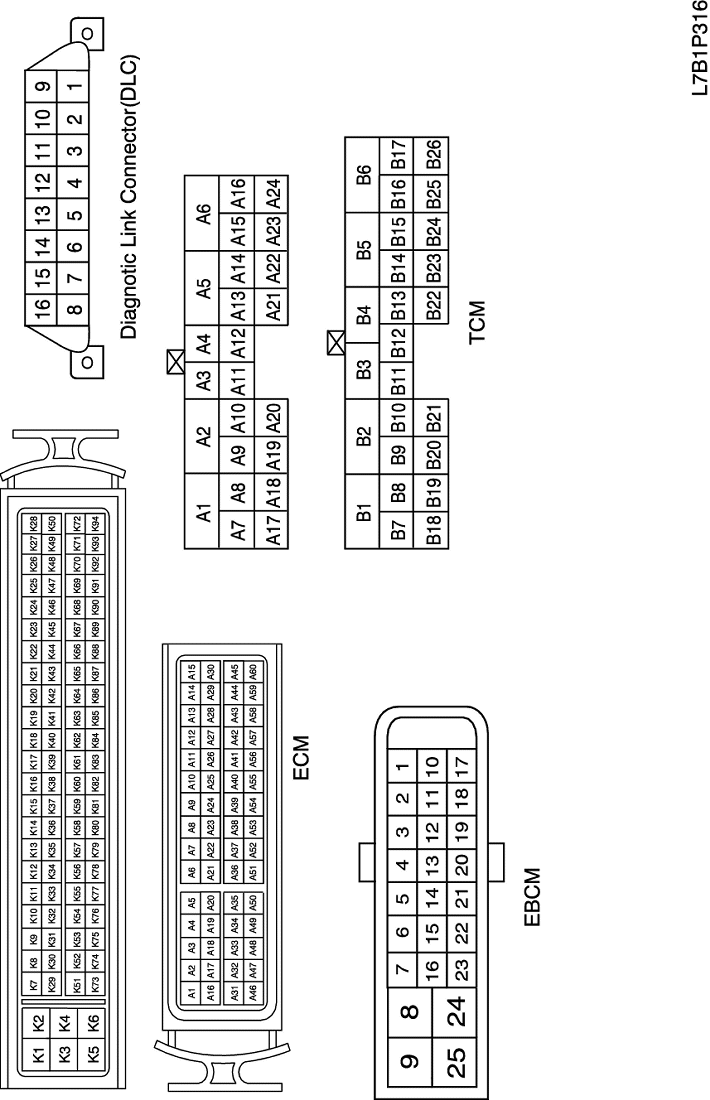 L7B1P316
9 10 11 12 13 14 15 16
1 2 3 4 5 6 7 8
Diagnotic Link Connector(DLC)
A1 A2 A3 A4 A5 A6
A7 A8 A9 A10 A11 A12 A13 A14 A15 A16
A17 A18 A19 A20 A21 A22 A23 A24
B1 B2 B3 B4 B5 B6
B7 B8 B9 B10 B11 B12 B13 B14 B15 B16 B17
B18 B19 B20 B21 B22 B23 B24 B25 B26
TCM
K1 K2 K7 K8 K9 K10 K11 K12 K13 K14 K15 K16 K17 K18 K19 K20 K21 K22 K23 K24 K25 K26 K27 K28
K29 K30 K31 K32 K33 K34 K35 K36 K37 K38 K39 K40 K41 K42 K43 K44 K45 K46 K47 K48 K49 K50
K3 K4 K51 K52 K53 K54 K55 K56 K57 K58 K59 K60 K61 K62 K63 K64 K65 K66 K67 K68 K69 K70 K71 K72
K5 K6 K73 K74 K75 K76 K77 K78 K79 K80 K81 K82 K83 K84 K85 K86 K87 K88 K89 K90 K91 K92 K93 K94
A1 A2 A3 A4 A5 A6 A7 A8 A9 A10 A11 A12 A13 A14 A15
A16 A17 A18 A19 A20 A21 A22 A23 A24 A25 A26 A27 A28 A29 A30
A31 A32 A33 A34 A35 A36 A37 A38 A39 A40 A41 A42 A43 A44 A45
A46 A47 A48 A49 A50 A51 A52 A53 A54 A55 A56 A57 A58 A59 A60
ECM
9 8 7 6 5 4 3 2 1
16 15 14 13 12 11 10
25 24 23 22 21 20 19 18 17
EBCM